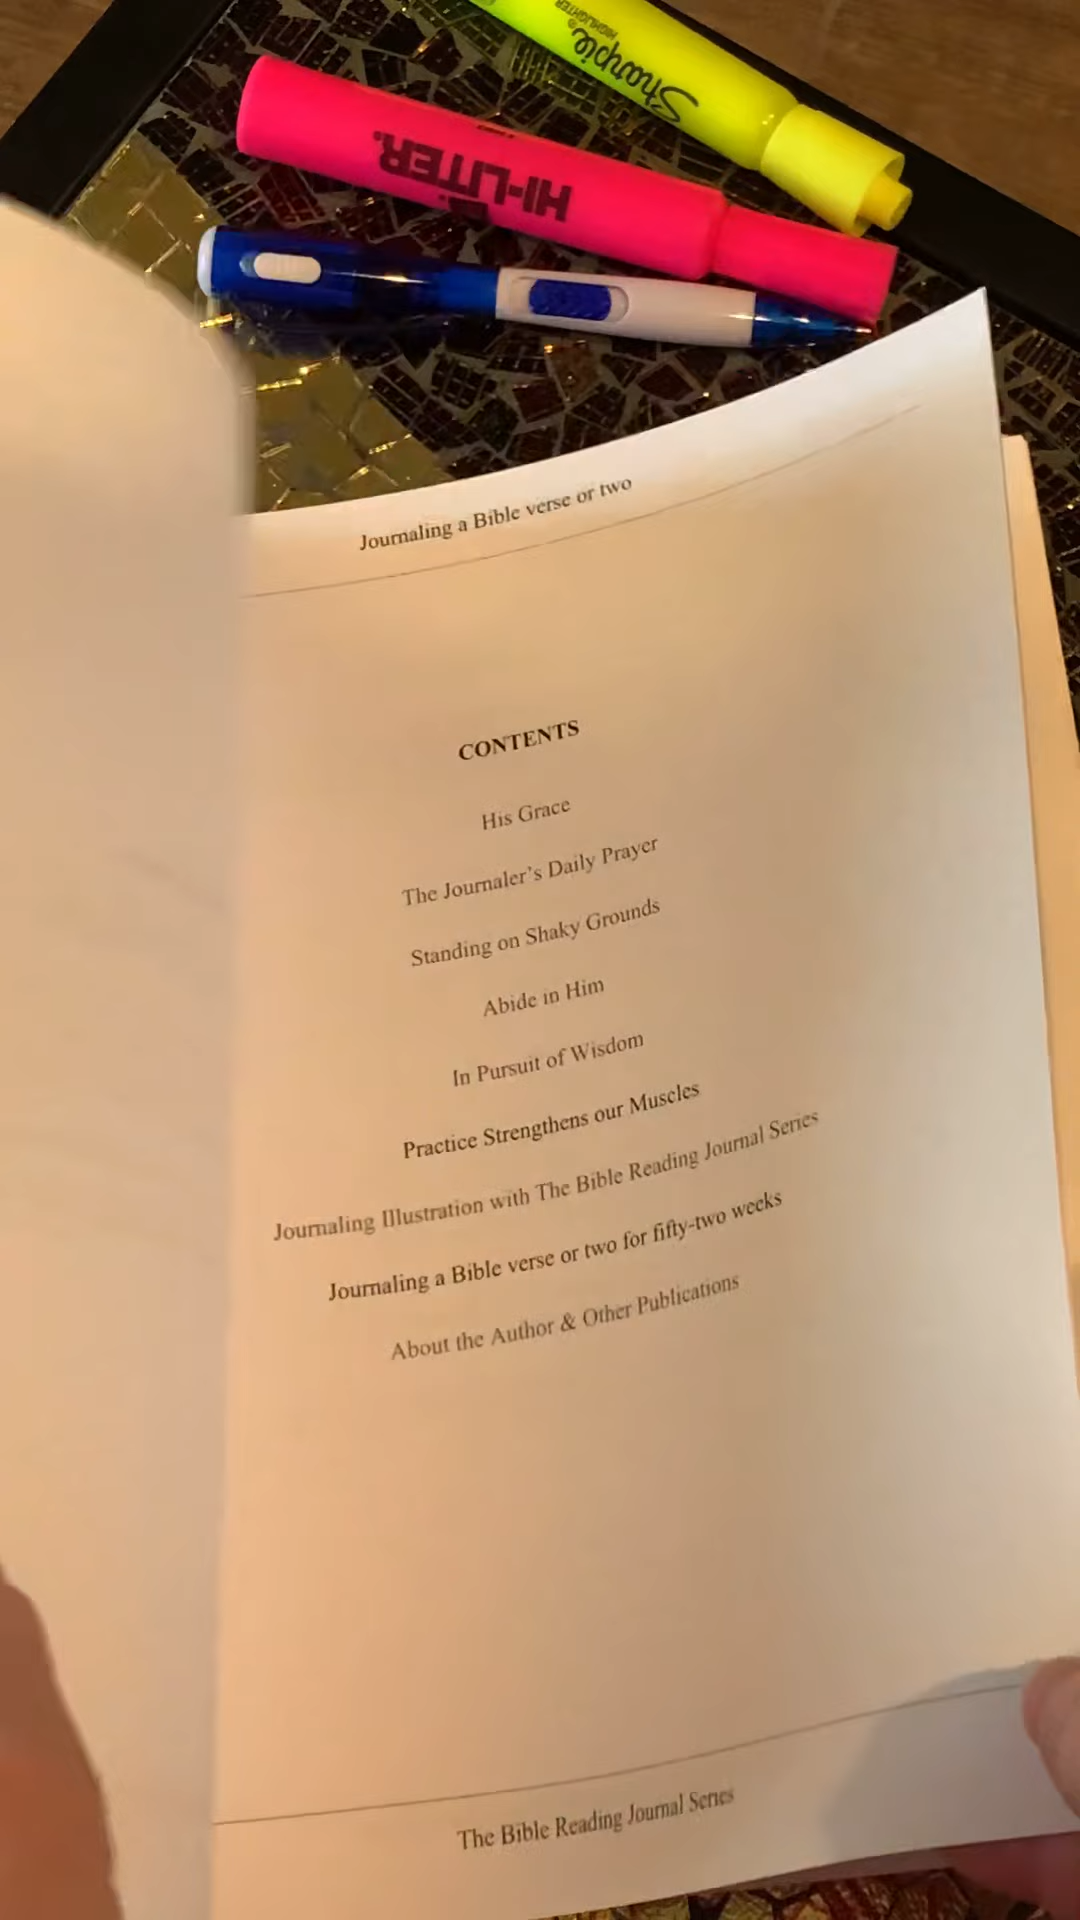 Sharpie
HIGHLIGHTER
HI-LITER
Journaling a Bible verse or two
CONTENTS
His Grace
The Journaler's Daily Prayer
Standing on Shaky Grounds
Abide in Him
In Pursuit of Wisdom
Practice Strengthens our Muscles
Journaling Illustration with The Bible Reading Journal Series
Journaling a Bible verse or two for fifty-two weeks
About the Author & Other Publications
The Bible Reading Journal Series